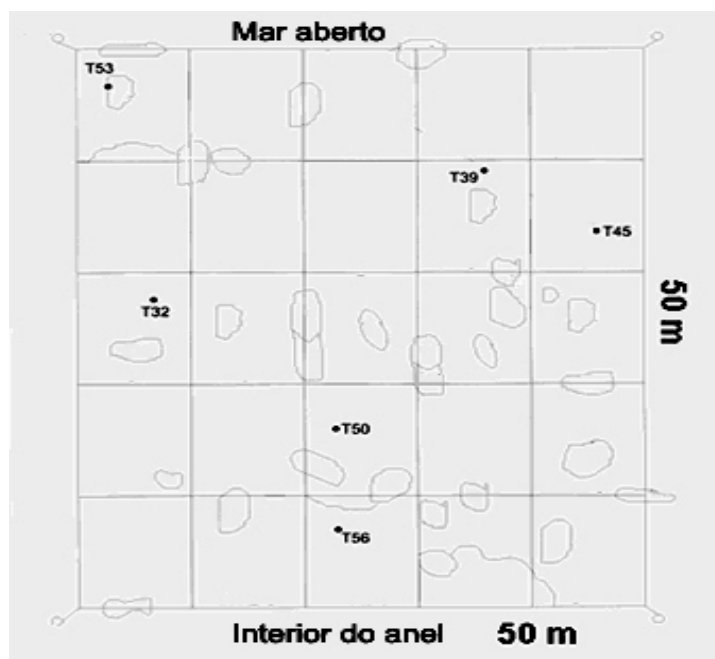 Mar aberto
T53
T39
T45
T32
50 m
T50
T56
Interior do anel 50 m